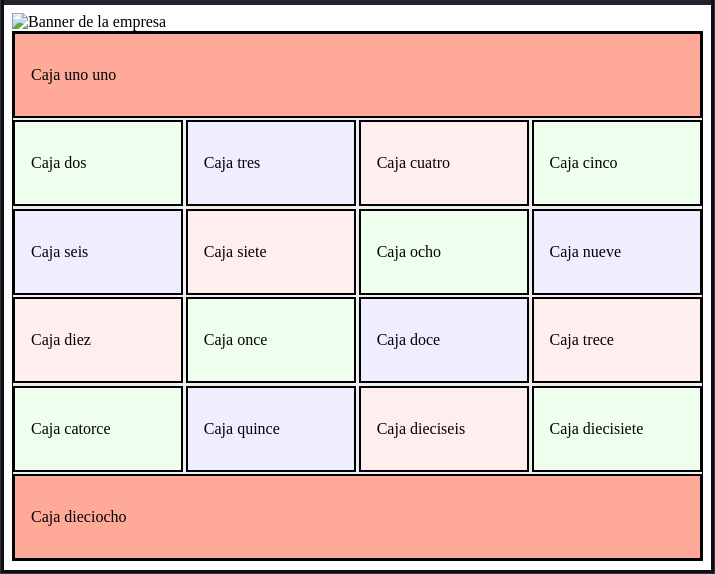 Banner de la empresa
Caja uno uno
Caja dos
Caja tres
Caja cuatro
Caja cinco
Caja seis
Caja siete
Caja ocho
Caja nueve
Caja diez
Caja once
Caja doce
Caja trece
Caja catorce
Caja quince
Caja dieciseis
Caja diecisiete
Caja dieciocho